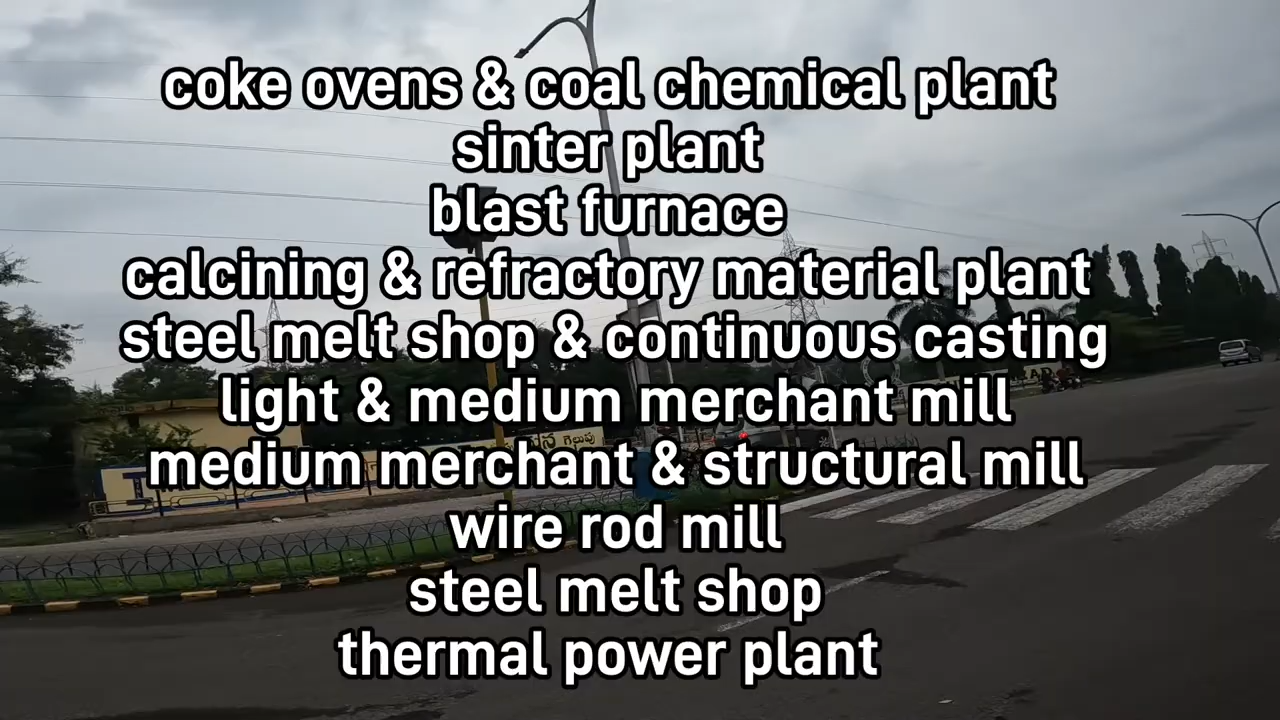 coke ovens & coal chemical plant
sinter plant
blast furnace
calcining & refractory material plant
steel melt shop & continuous casting
light & medium merchant mill
medium merchant & structural mill
wire rod mill
steel melt shop
thermal power plant
గెలుపు